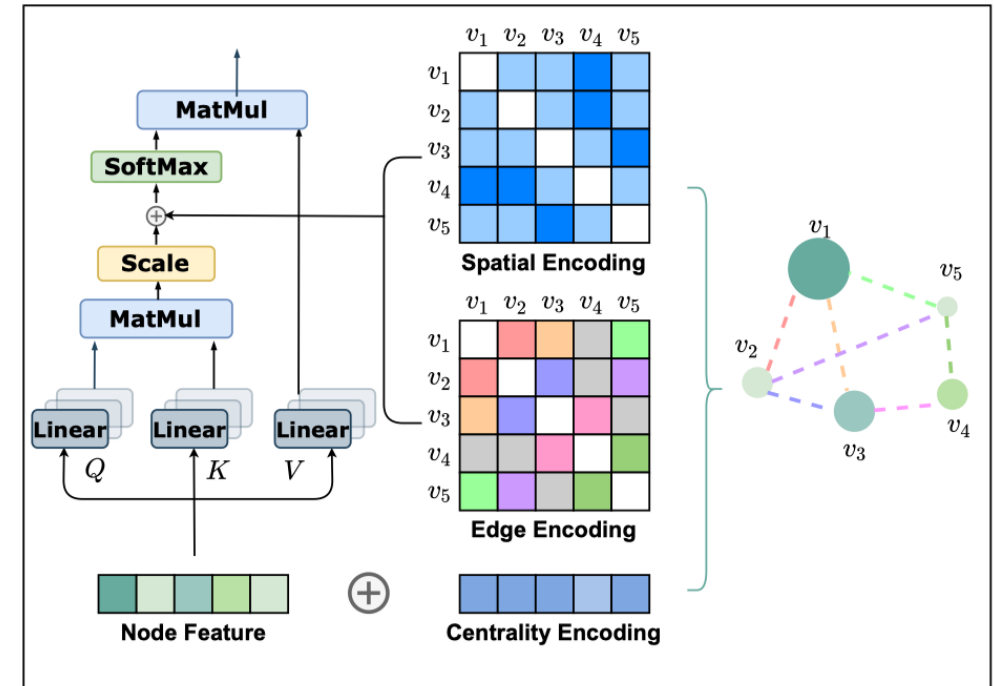 MatMul
SoftMax
+
Scale
MatMul
Linear Linear Linear
Q K V
Node Feature
+
v1 v2 v3 v4 v5
v1
v2
v3
v4
v5
Spatial Encoding
v1 v2 v3 v4 v5
v1
v2
v3
v4
v5
Edge Encoding
Centrality Encoding
v1
v5
v2
v4
v3